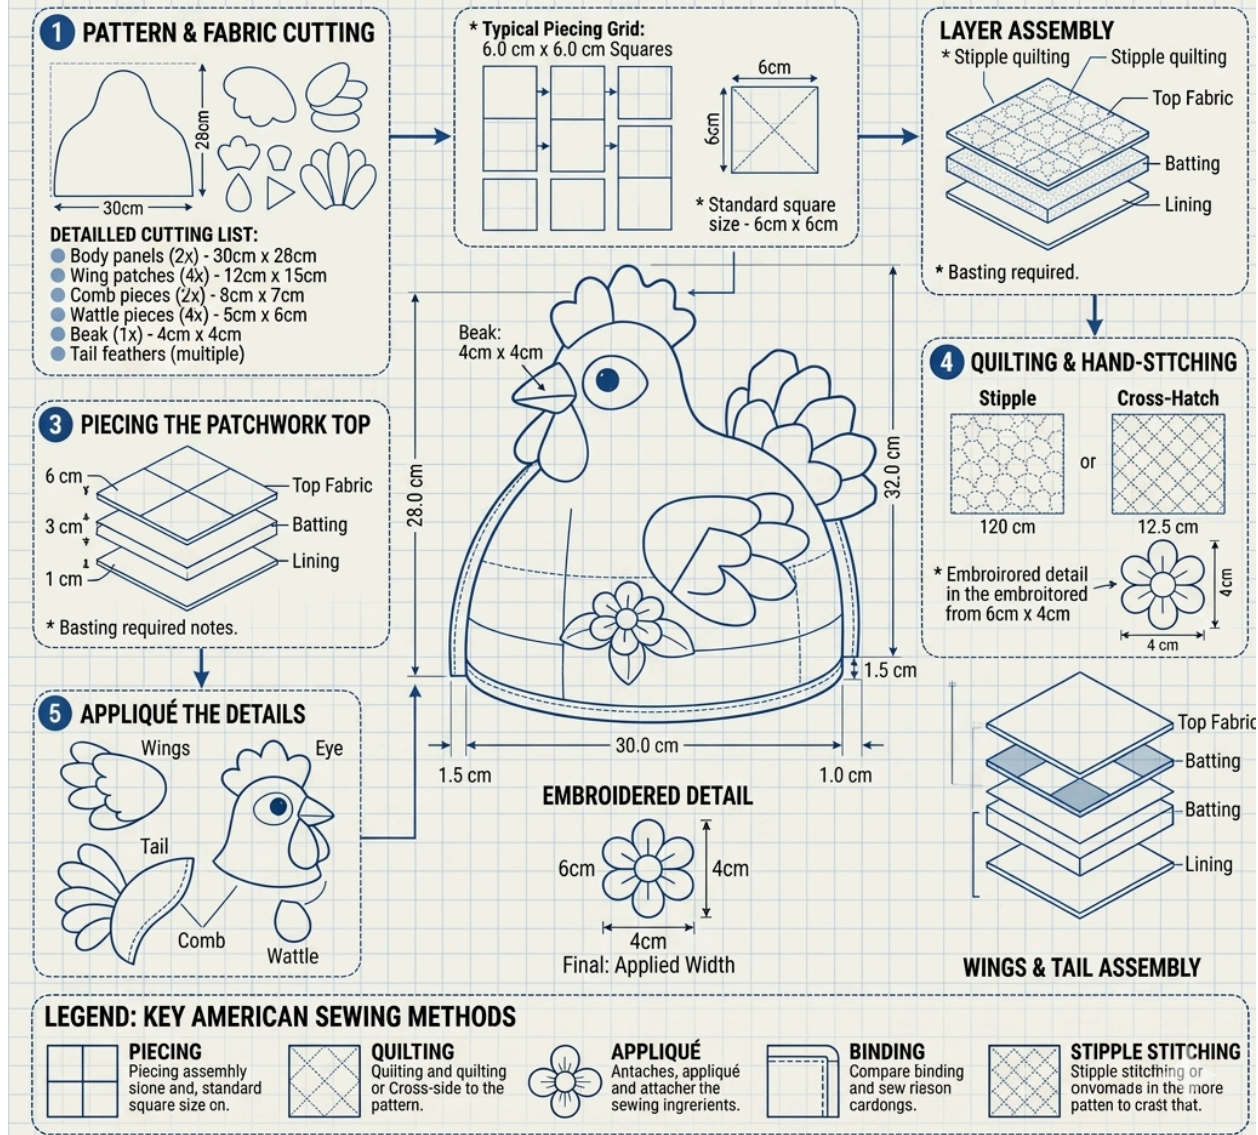 1 PATTERN & FABRIC CUTTING
28cm
30cm
DETAILLED CUTTING LIST:
Body panels (2x) - 30cm x 28cm
Wing patches (4x) - 12cm x 15cm
Comb pieces (2x) - 8cm x 7cm
Wattle pieces (4x) - 5cm x 6cm
Beak (1x) - 4cm x 4cm
Tail feathers (multiple)
* Typical Piecing Grid:
6.0 cm x 6.0 cm Squares
6cm
6cm
* Standard square
size - 6cm x 6cm
LAYER ASSEMBLY
* Stipple quilting
Stipple quilting
Top Fabric
Batting
Lining
* Basting required.
3 PIECING THE PATCHWORK TOP
6 cm
Top Fabric
3 cm
Batting
Lining
1 cm
* Basting required notes.
Beak:
4cm x 4cm
28.0 cm
32.0 cm
1.5 cm
30.0 cm
1.5 cm
1.0 cm
4 QUILTING & HAND-STTCHING
Stipple
Cross-Hatch
or
120 cm
12.5 cm
* Embroirored detail
in the embroitored
from 6cm x 4cm
4cm
4 cm
5 APPLIQUÉ THE DETAILS
Wings
Eye
Tail
Comb
Wattle
EMBROIDERED DETAIL
6cm
4cm
4cm
Final: Applied Width
Top Fabric
Batting
Batting
Lining
WINGS & TAIL ASSEMBLY
LEGEND: KEY AMERICAN SEWING METHODS
PIECING
Piecing assemhly
sione and, standard
square size on.
QUILTING
Quiiting and quilting
or Cross-side to the
pattern.
APPLIQUÉ
Antaches, appliqué
and attacher the
sewing ingrerients.
BINDING
Compare binding
and sew rieson
cardongs.
STIPPLE STITCHING
Stipple stitching or
onvomade in the more
patten to crast that.